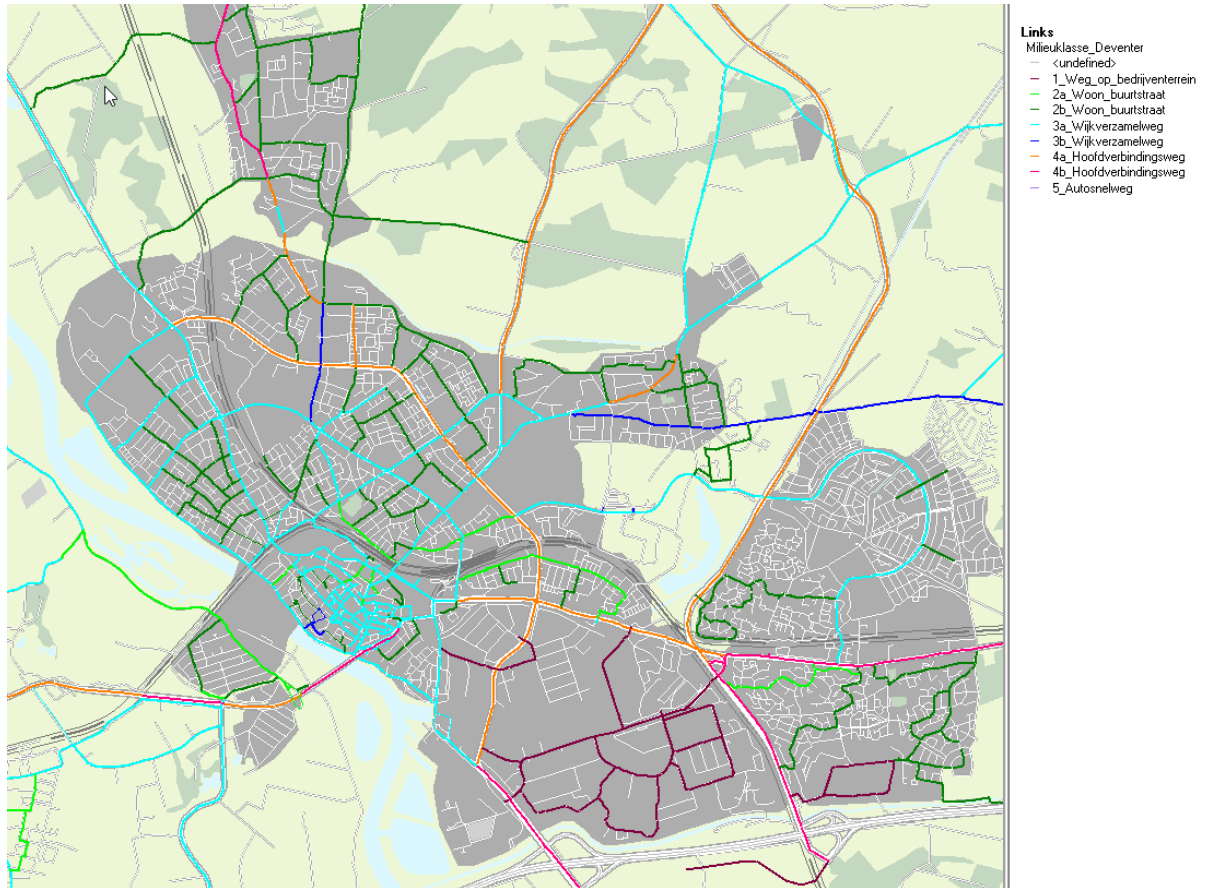 Links
Milieuklasse_Deventer
<undefined>
1_Weg_op_bedrijventerrein
2a_Woon_buurtstraat
2b_Woon_buurtstraat
3a_Wijkverzamelweg
3b_Wijkverzamelweg
4a_Hoofdverbindingsweg
4b_Hoofdverbindingsweg
5_Autosnelweg